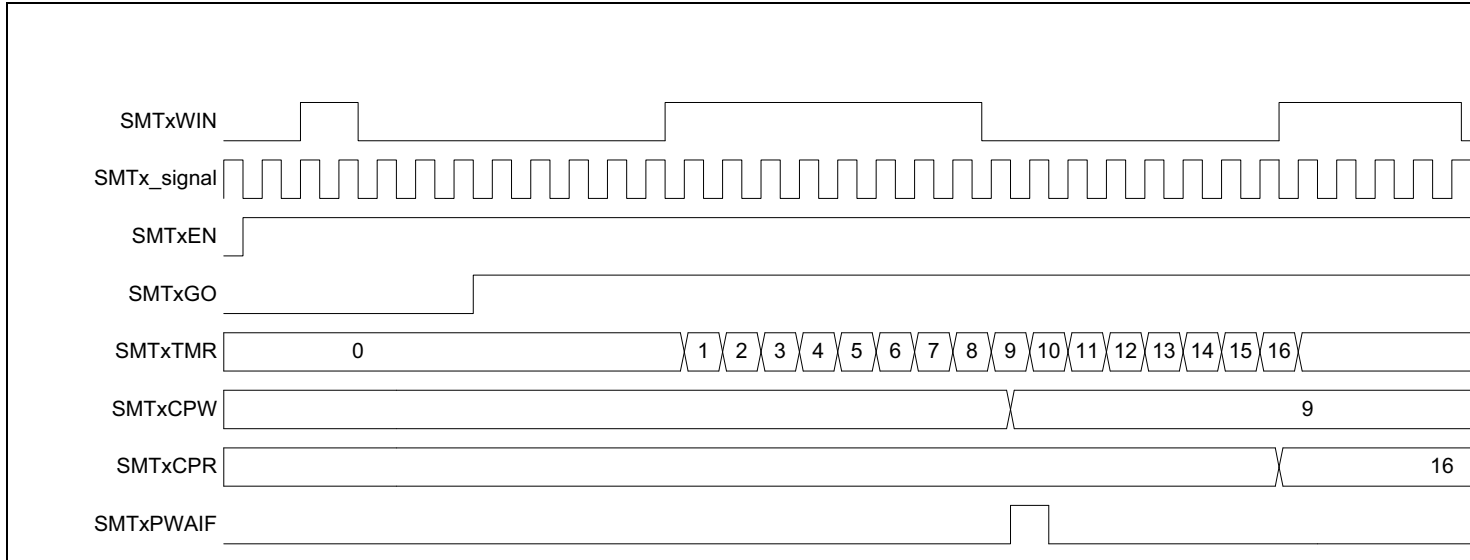 SMTxWIN
SMTx_signal
SMTxEN
SMTxGO
SMTxTMR 0 1 2 3 4 5 6 7 8 9 10 11 12 13 14 15 16
SMTxCPW 9
SMTxCPR 16
SMTxPWAIF